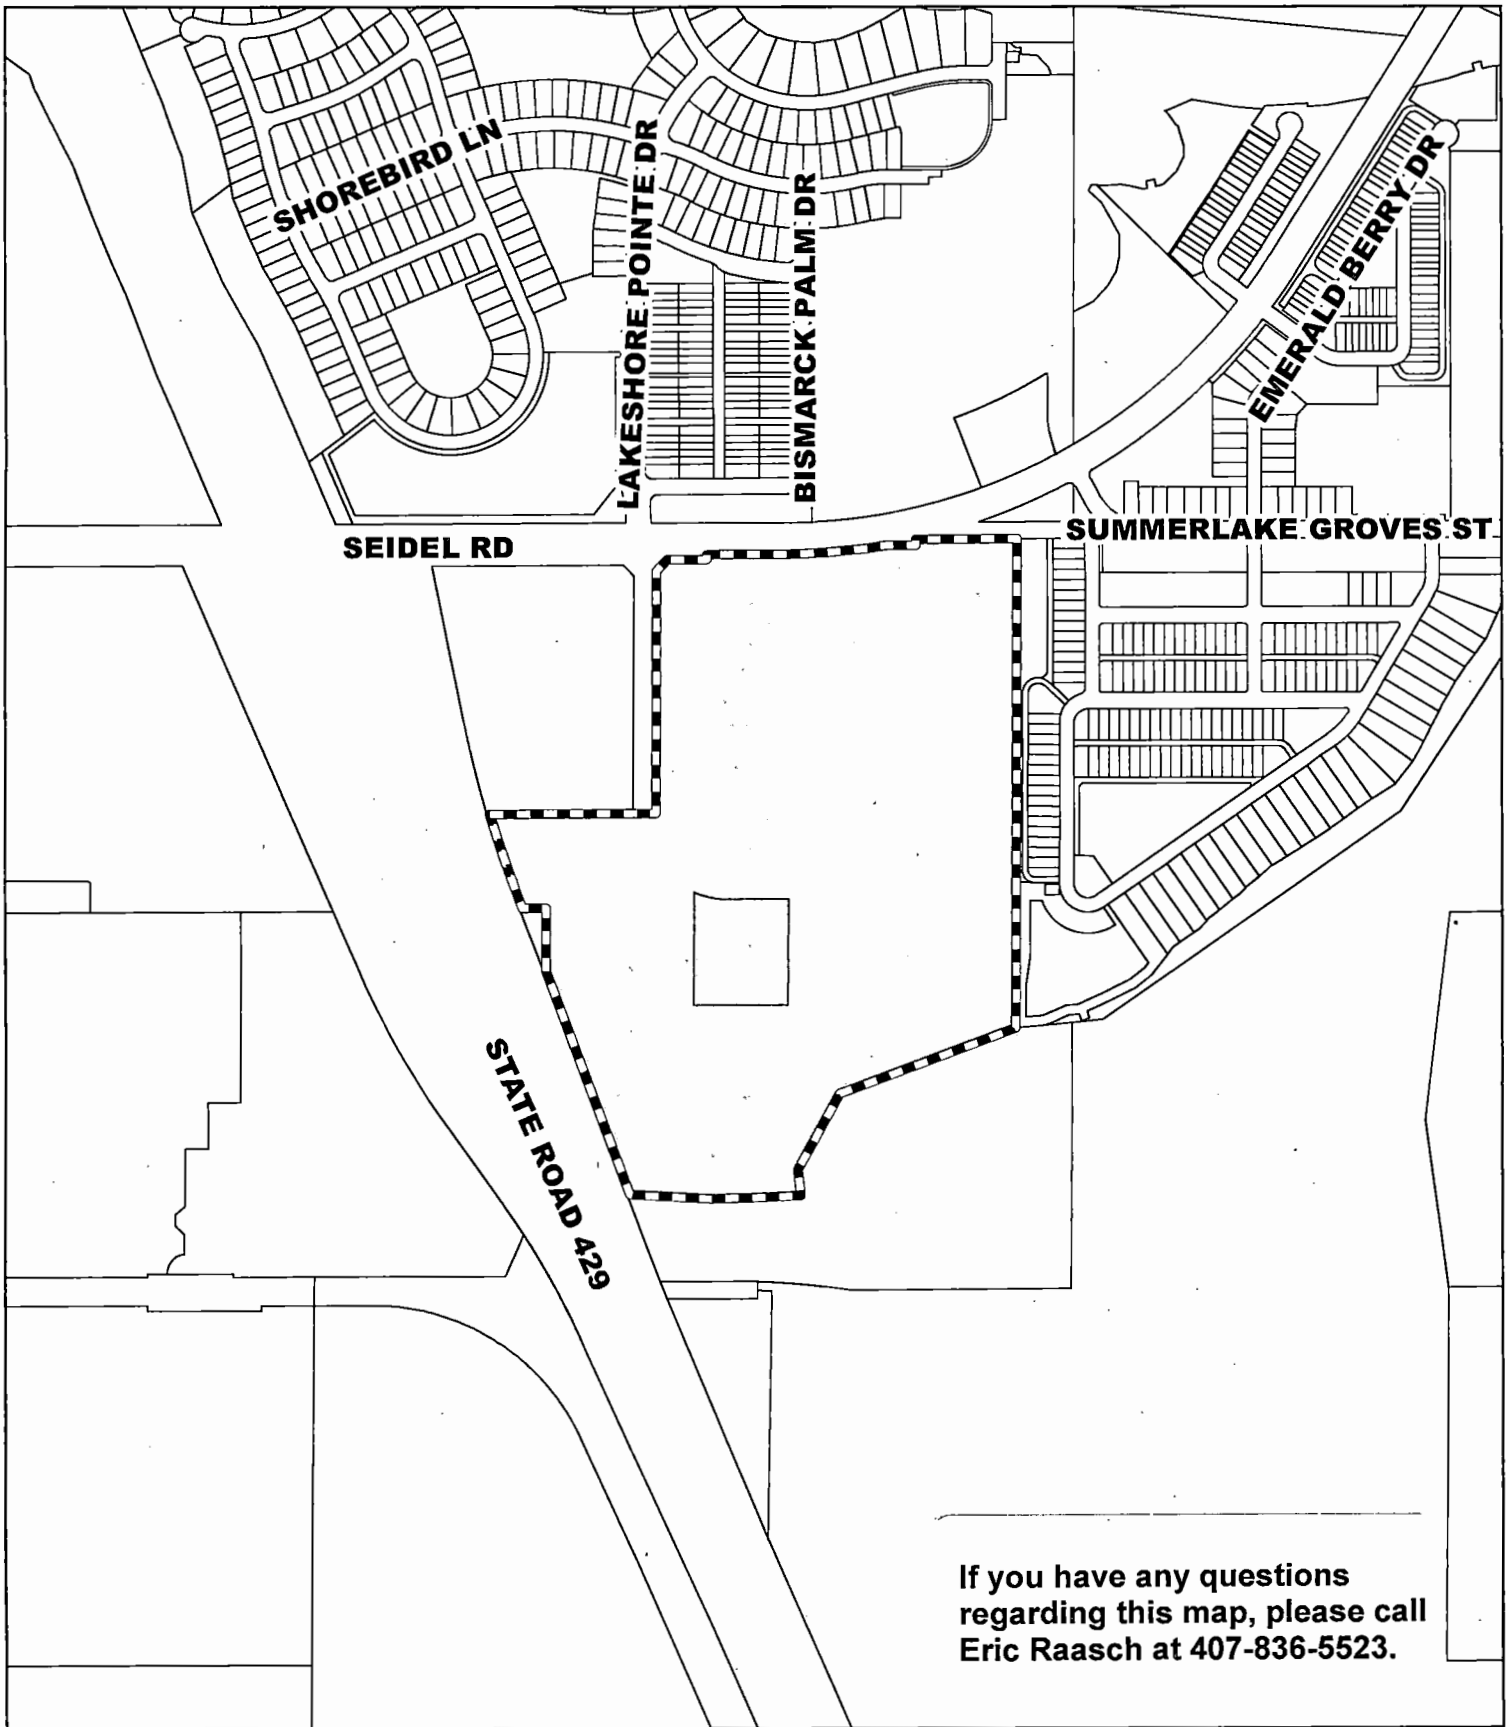 SHOREBIRD LN
LAKESHORE POINTE DR
BISMARCK PALM DR
EMERALD BERRY DR
SEIDEL RD
SUMMERLAKE GROVES ST
STATE ROAD 429
If you have any questions
regarding this map, please call
Eric Raasch at 407-836-5523.